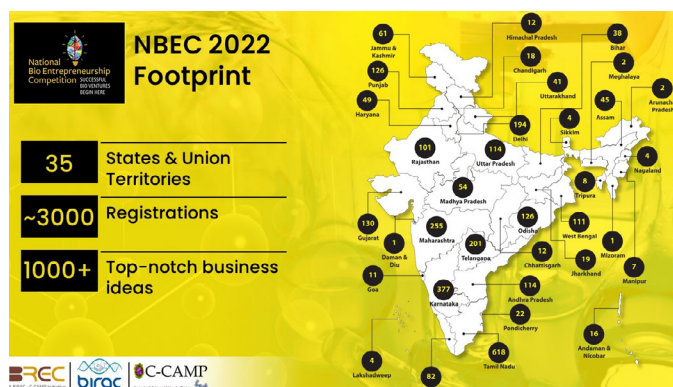 National
Bio Entrepreneurship
Competition SUCCESSFUL
BIO VENTURES
BEGIN HERE
NBEC 2022
Footprint
35
States & Union
Territories
~3000
Registrations
1000+
Top-notch business
ideas
61
Jammu &
Kashmir
126
Punjab
49
Haryana
12
Himachal Pradesh
18
Chandigarh
41
Uttarakhand
194
Delhi
38
Bihar
2
Meghalaya
2
Arunachal
Pradesh
45
Assam
4
Sikkim
4
Nagaland
101
Rajasthan
114
Uttar Pradesh
54
Madhya Pradesh
8
Tripura
130
Gujarat
1
Daman &
Diu
255
Maharashtra
201
Telangana
126
Odisha
111
West Bengal
12
Chhattisgarh
19
Jharkhand
1
Mizoram
7
Manipur
11
Goa
377
Karnataka
114
Andhra Pradesh
22
Pondicherry
16
Andaman &
Nicobar
4
Lakshadweep
82
618
Tamil Nadu
BREC
birac
C-CAMP